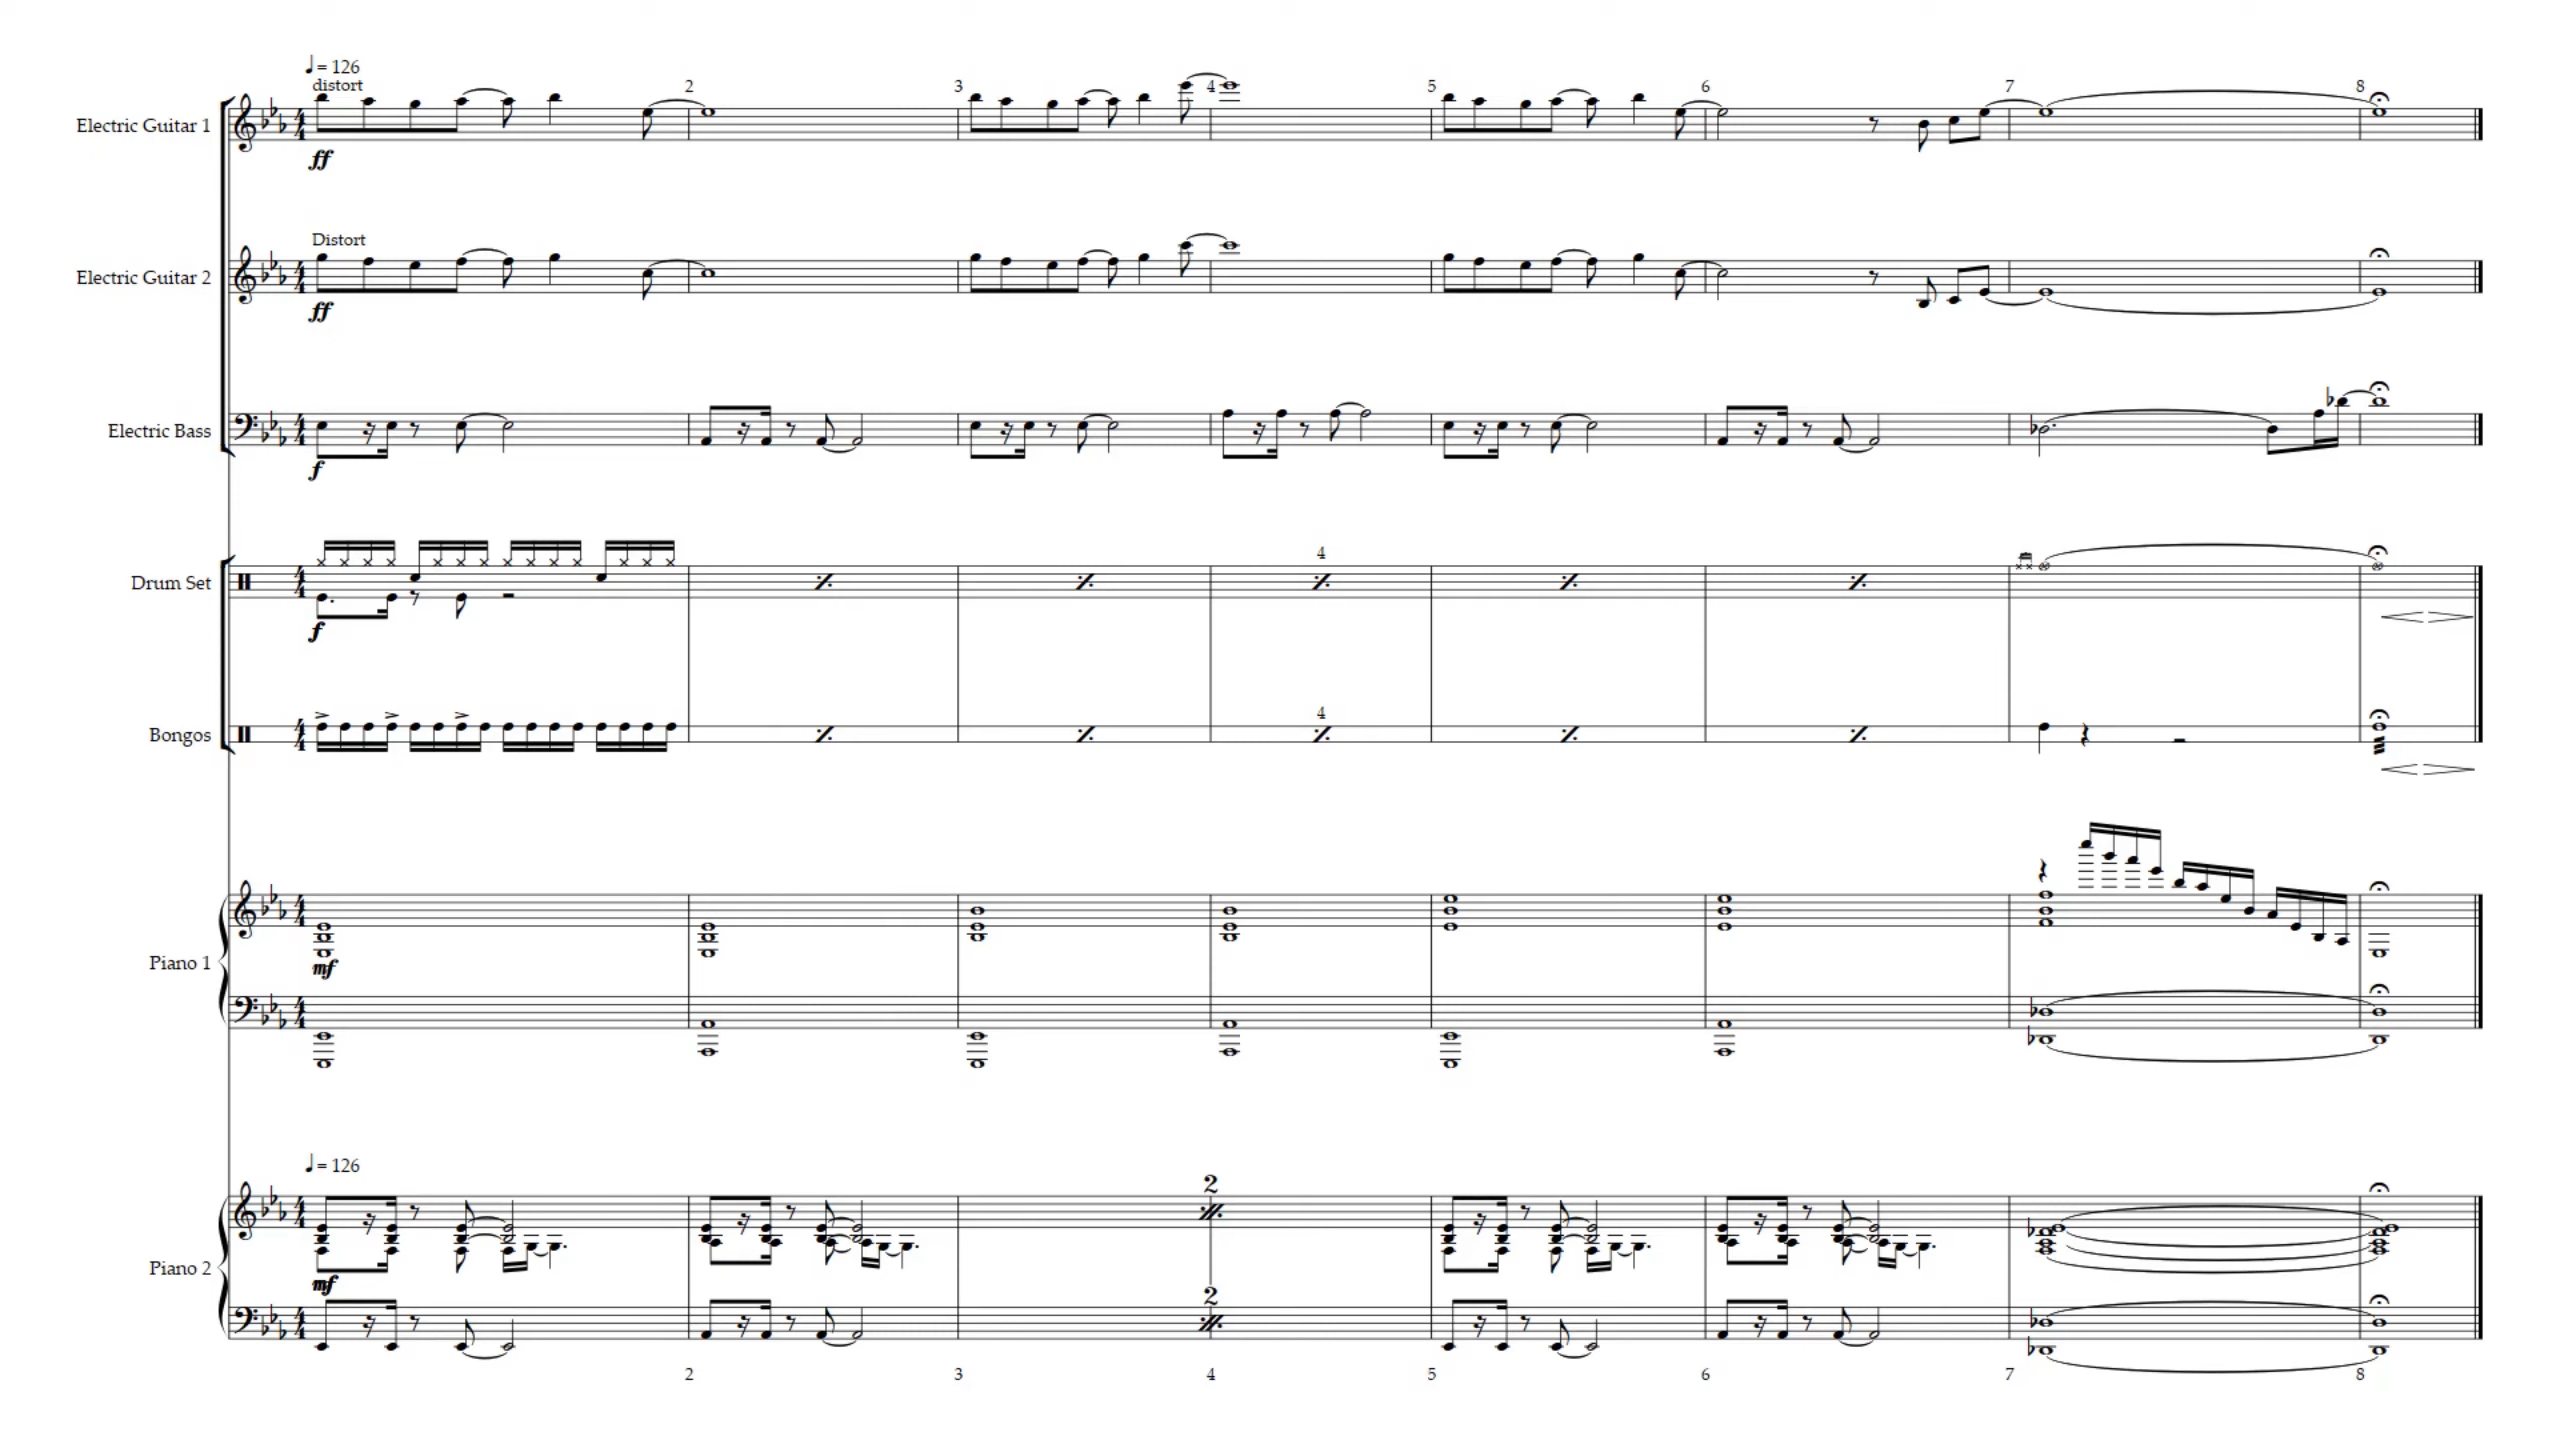 ♩= 126
distort
2 3 4 5 6 7 8
Electric Guitar 1
ff
Distort
Electric Guitar 2
ff
Electric Bass
f
4
Drum Set
f
4
Bongos
Piano 1
mf
♩= 126
2
Piano 2
mf
2
2 3 4 5 6 7 8